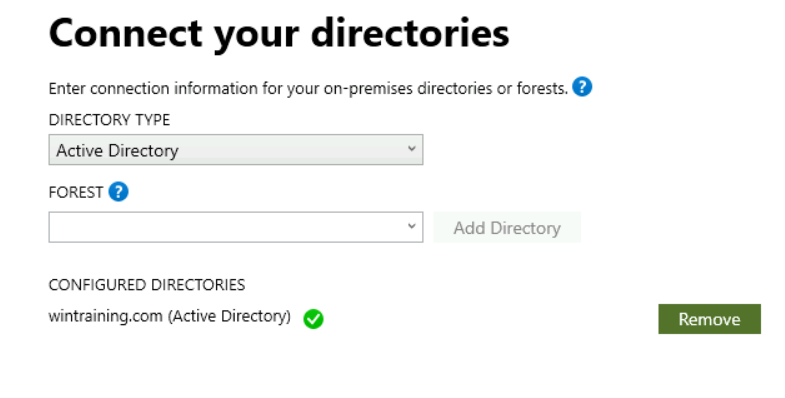 Connect your directories
Enter connection information for your on-premises directories or forests. ?
DIRECTORY TYPE
Active Directory
FOREST ?
Add Directory
CONFIGURED DIRECTORIES
wintraining.com (Active Directory)
Remove